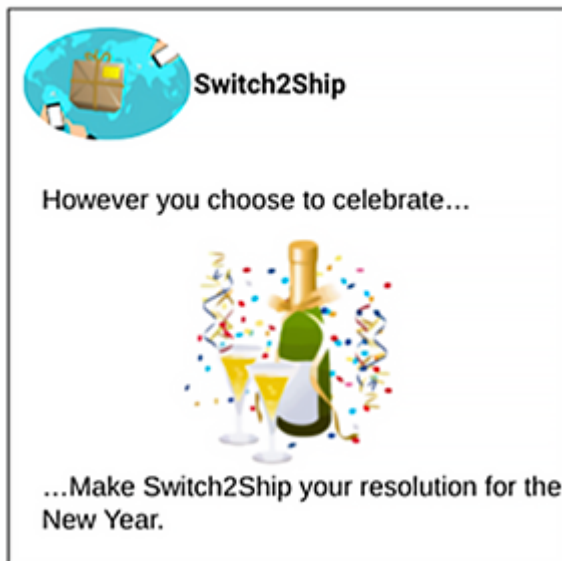 Switch2Ship
However you choose to celebrate…
…Make Switch2Ship your resolution for the
New Year.